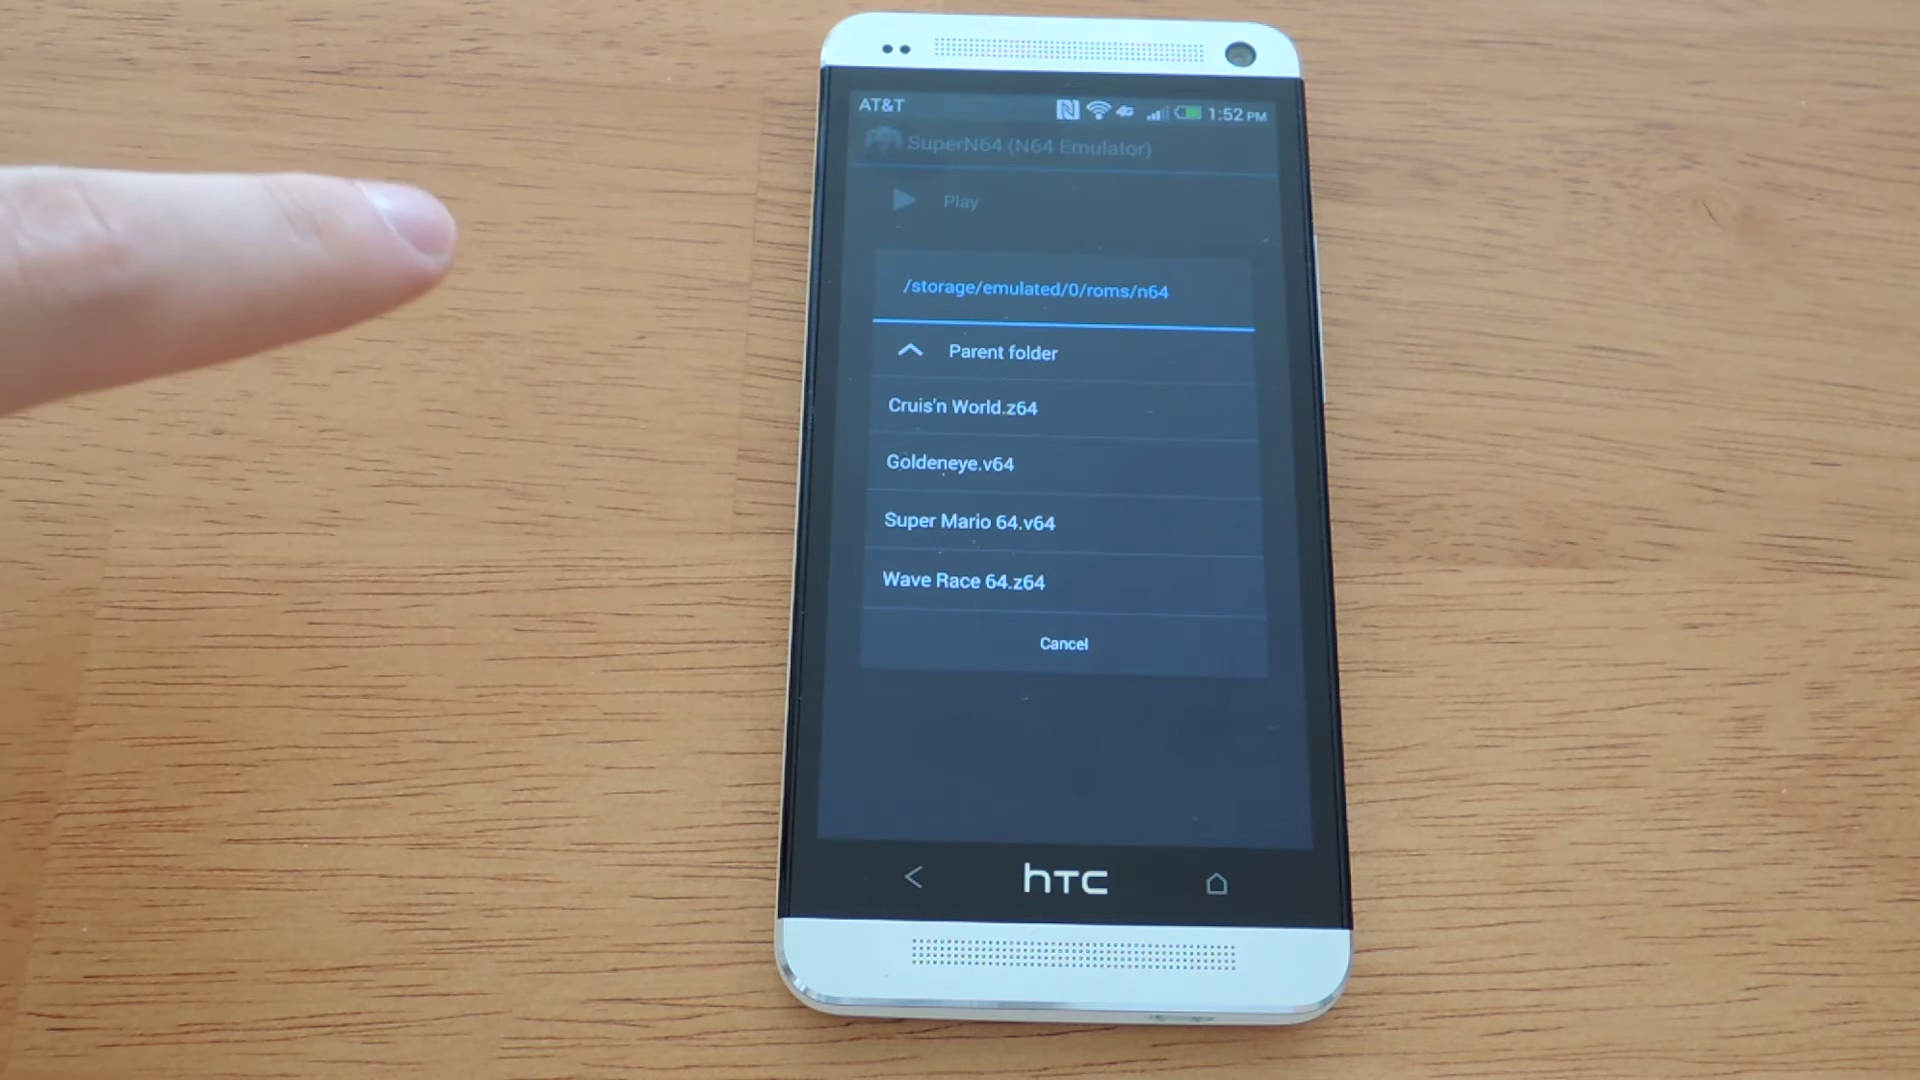 AT&T 4G 1:52 PM
SuperN64 (N64 Emulator)
Play
/storage/emulated/0/roms/n64
Parent folder
Cruis'n World.z64
Goldeneye.v64
Super Mario 64.v64
Wave Race 64.z64
Cancel
hTC